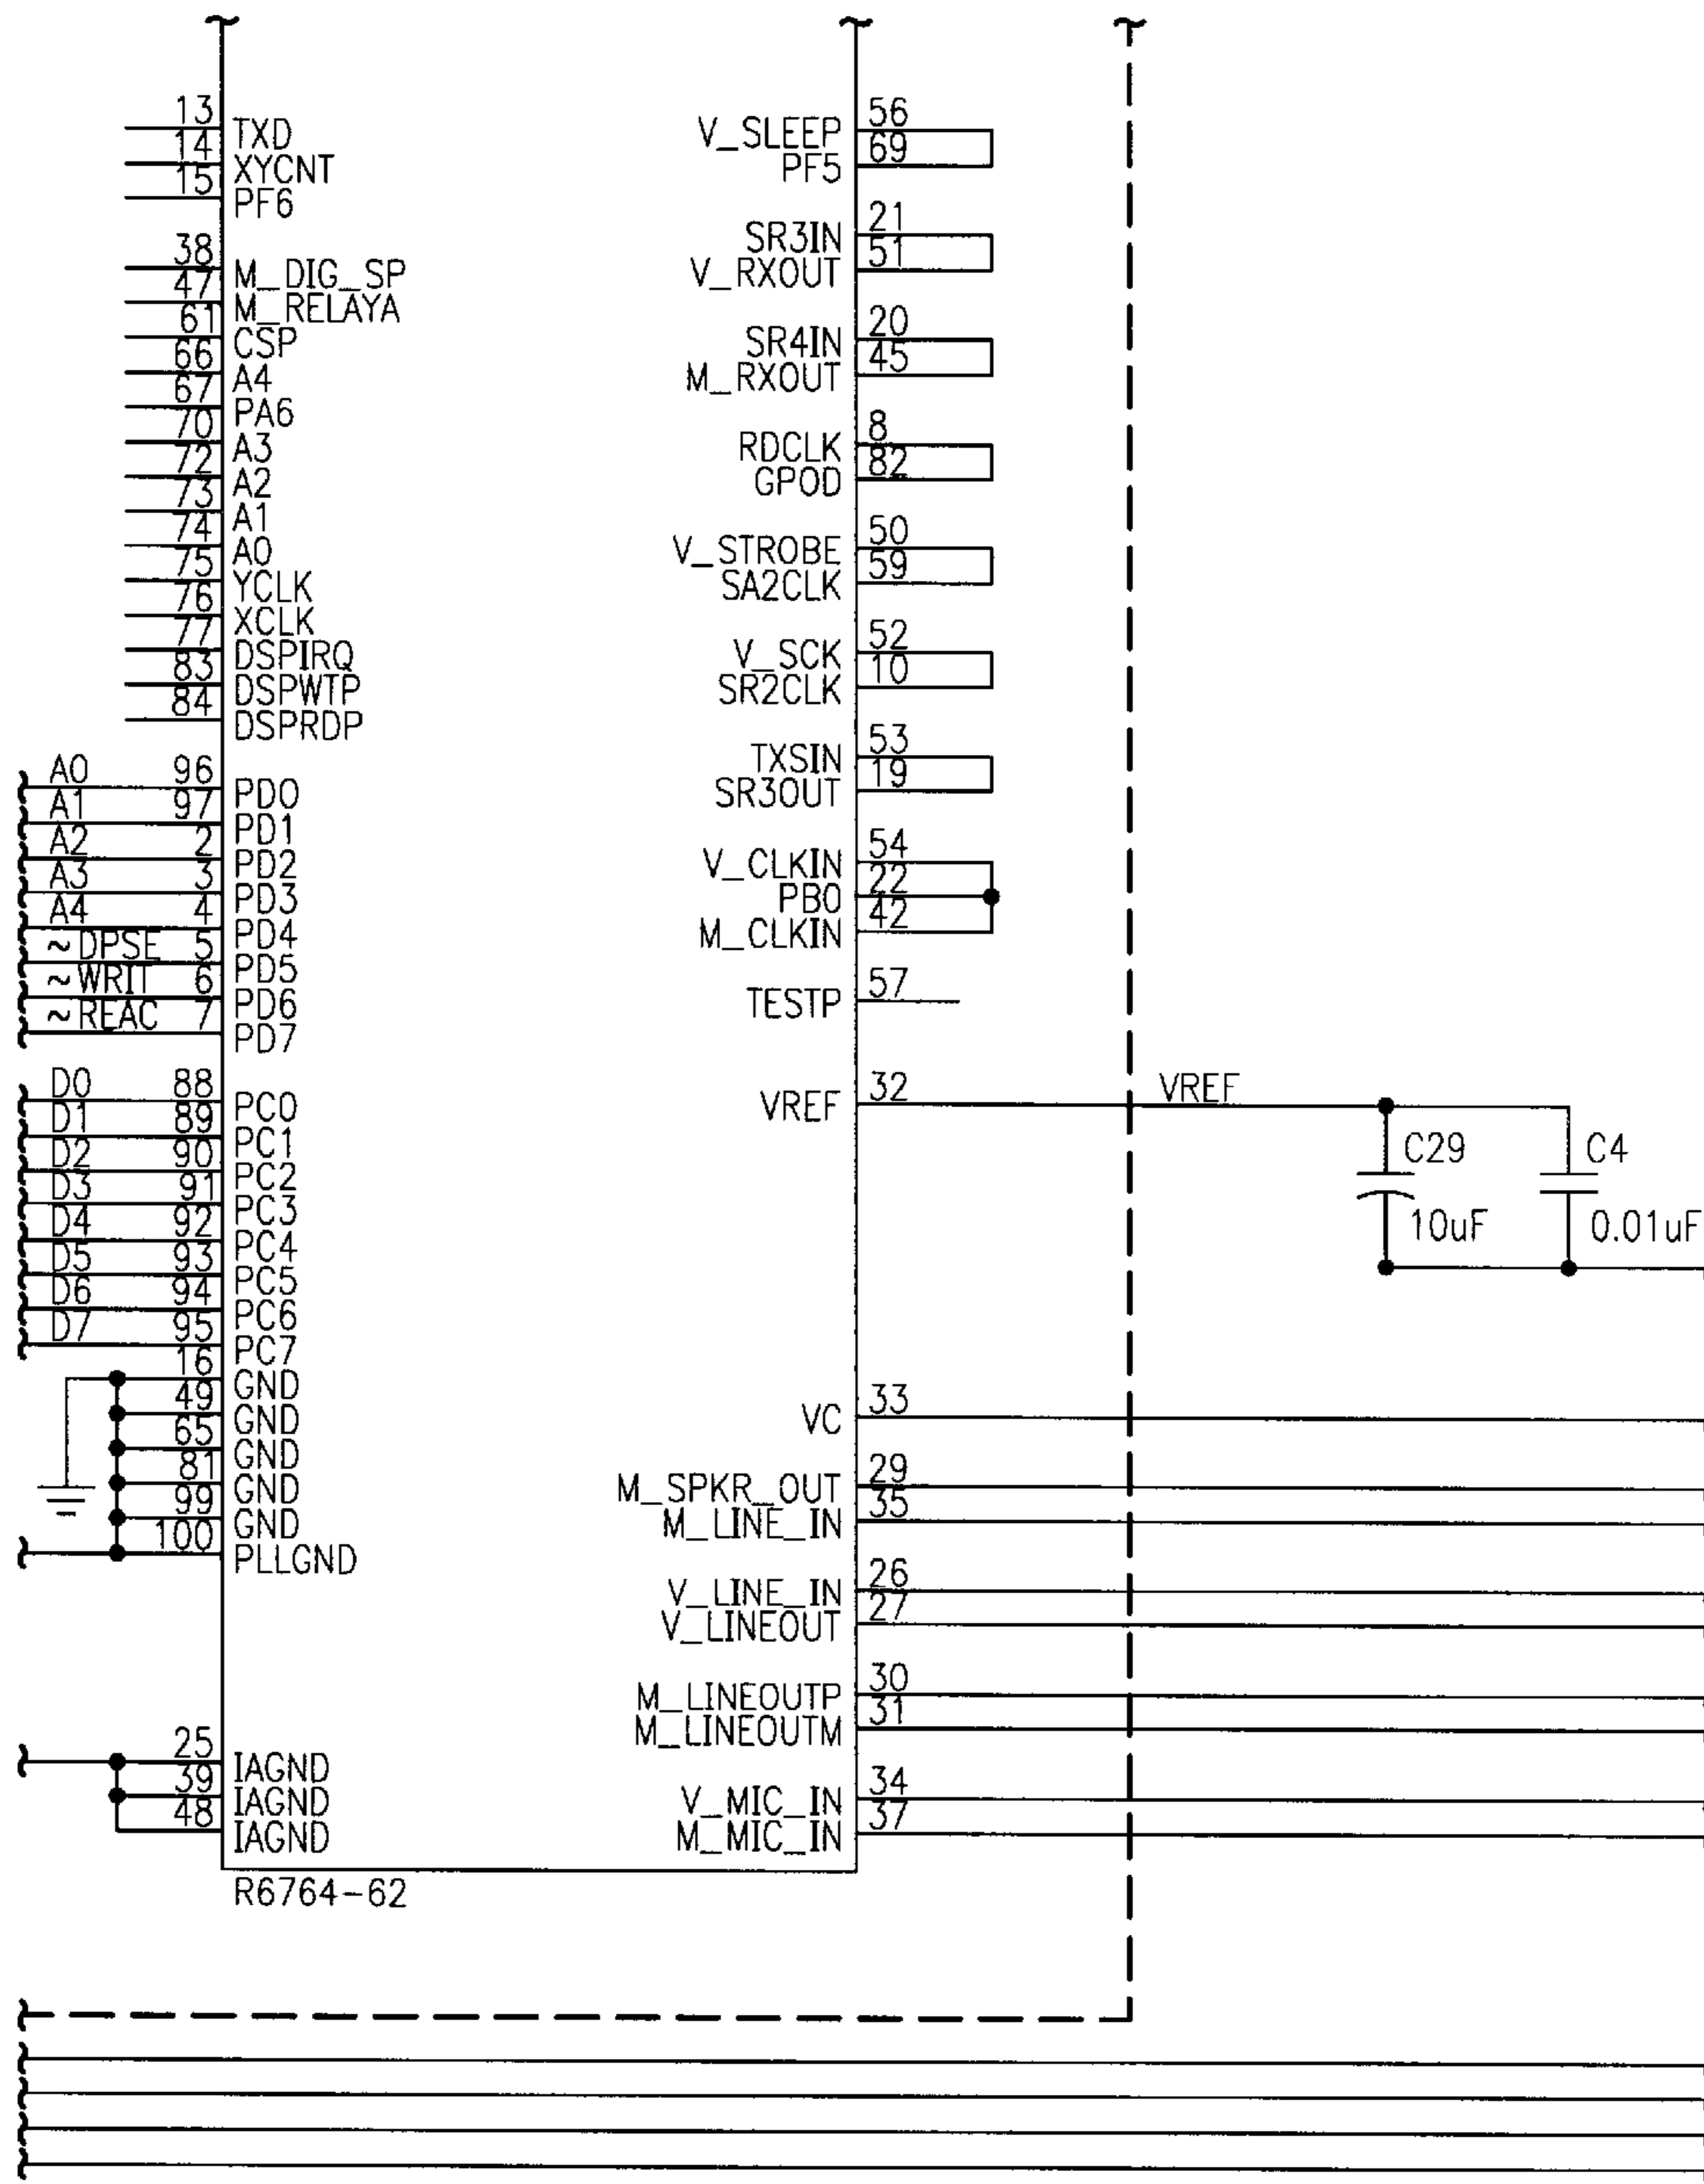 13
TXD
14
XYCNT
15
PF6
38
M_DIG_SP
47
M_RELAYA
61
CSP
66
A4
67
PA6
70
A3
72
A2
73
A1
74
A0
75
YCLK
76
XCLK
77
DSPIRQ
83
DSPWTP
84
DSPRDP
A0 96
PD0
A1 97
PD1
A2 2
PD2
A3 3
PD3
A4 4
PD4
~DPSE 5
PD5
~WRIT 6
PD6
~REAC 7
PD7
D0 88
PC0
D1 89
PC1
D2 90
PC2
D3 91
PC3
D4 92
PC4
D5 93
PC5
D6 94
PC6
D7 95
PC7
16
GND
49
GND
65
GND
81
GND
99
GND
100
PLLGND
25
IAGND
39
IAGND
48
IAGND
R6764-62
V_SLEEP 56
PF5 69
SR3IN 21
V_RXOUT 51
SR4IN 20
M_RXOUT 45
RDCLK 8
GPOD 82
V_STROBE 50
SA2CLK 59
V_SCK 52
SR2CLK 10
TXSIN 53
SR3OUT 19
V_CLKIN 54
PB0 22
M_CLKIN 42
TESTP 57
VREF 32
VREF
C29
10uF
C4
0.01uF
VC 33
M_SPKR_OUT 29
M_LINE_IN 35
V_LINE_IN 26
V_LINEOUT 27
M_LINEOUTP 30
M_LINEOUTM 31
V_MIC_IN 34
M_MIC_IN 37